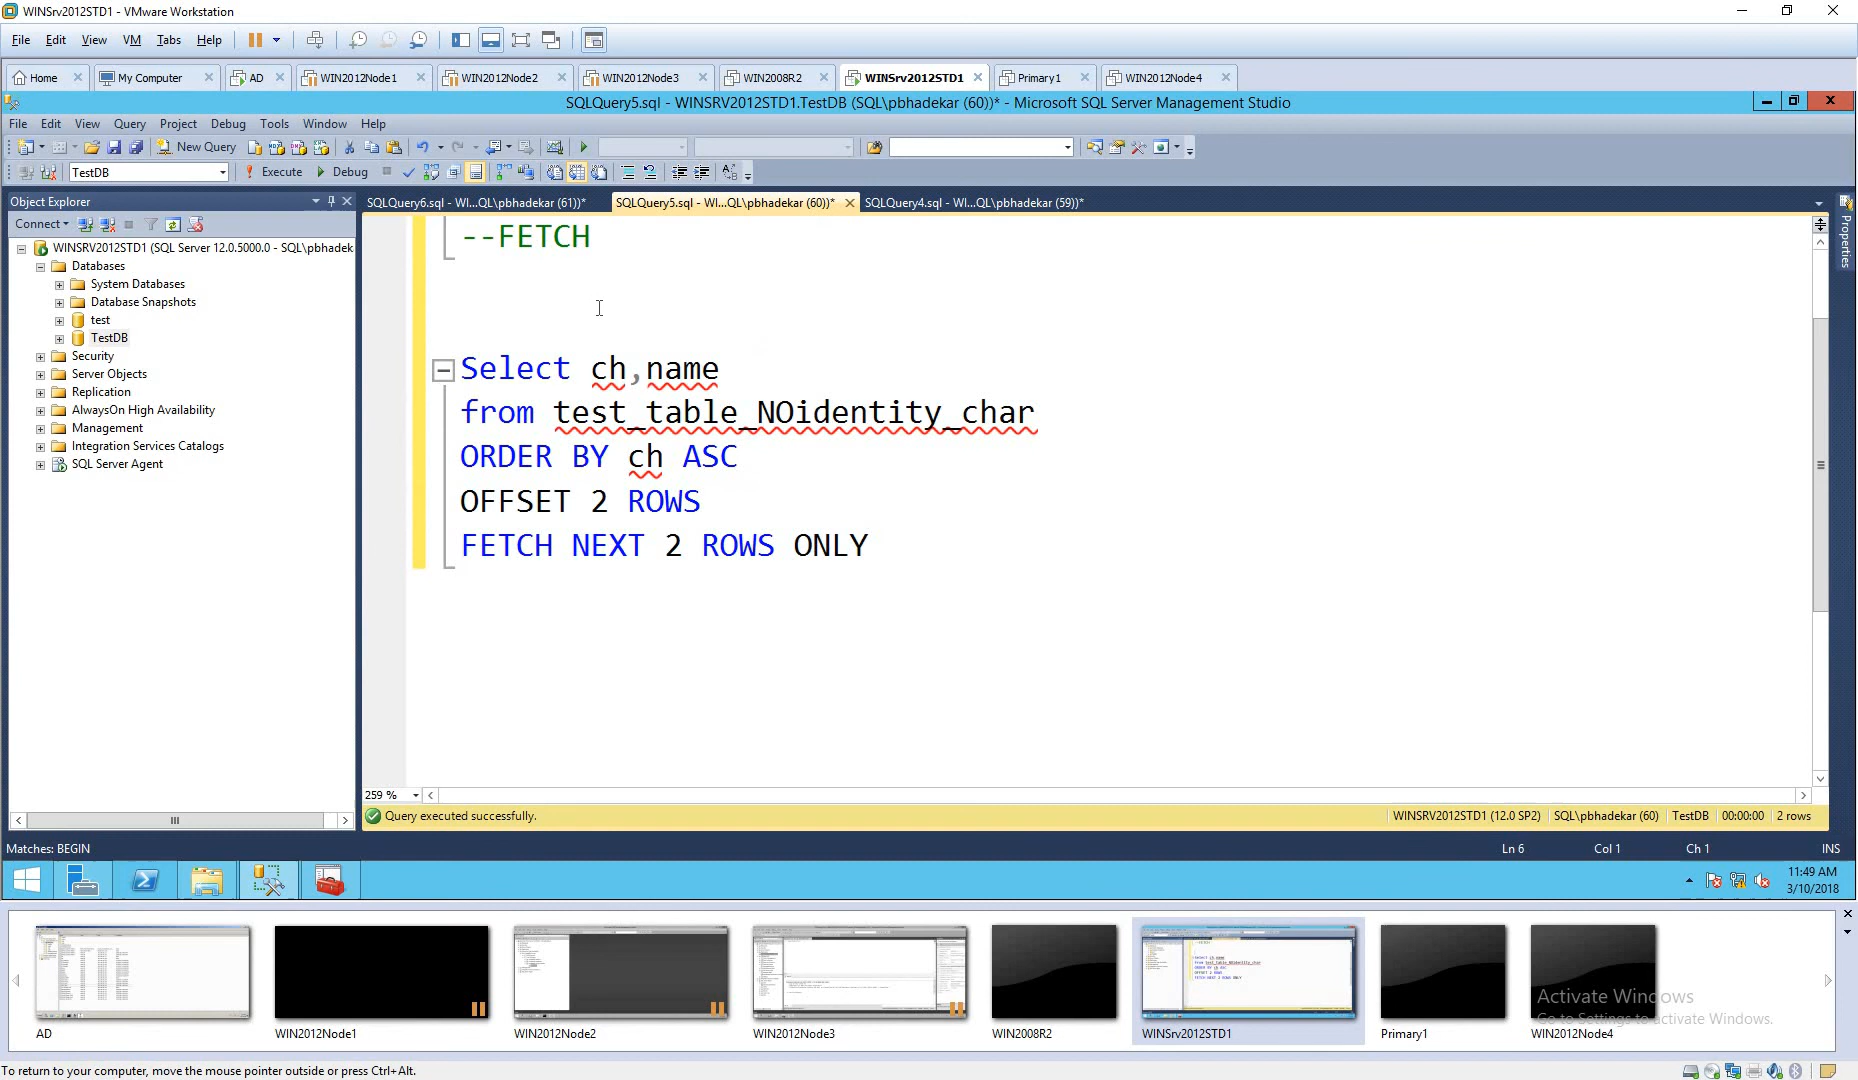 WINSrv2012STD1 - VMware Workstation
File Edit View VM Tabs Help
Home My Computer AD WIN2012Node1 WIN2012Node2 WIN2012Node3 WIN2008R2 WINSrv2012STD1 Primary1 WIN2012Node4
SQLQuery5.sql - WINSRV2012STD1.TestDB (SQL\pbhadekar (60))* - Microsoft SQL Server Management Studio
File Edit View Query Project Debug Tools Window Help
New Query
TestDB Execute Debug
Object Explorer
SQLQuery6.sql - WI...QL\pbhadekar (61))* SQLQuery5.sql - WI...QL\pbhadekar (60))* SQLQuery4.sql - WI...QL\pbhadekar (59))*
Connect
WINSRV2012STD1 (SQL Server 12.0.5000.0 - SQL\pbhadek
Databases
System Databases
Database Snapshots
test
TestDB
Security
Server Objects
Replication
AlwaysOn High Availability
Management
Integration Services Catalogs
SQL Server Agent
--FETCH
Select ch,name
from test_table_NOidentity_char
ORDER BY ch ASC
OFFSET 2 ROWS
FETCH NEXT 2 ROWS ONLY
Properties
259 %
Query executed successfully. WINSRV2012STD1 (12.0 SP2) SQL\pbhadekar (60) TestDB 00:00:00 2 rows
Matches: BEGIN Ln 6 Col 1 Ch 1 INS
11:49 AM
3/10/2018
Activate Windows
Go to Settings to activate Windows.
AD WIN2012Node1 WIN2012Node2 WIN2012Node3 WIN2008R2 WINSrv2012STD1 Primary1 WIN2012Node4
To return to your computer, move the mouse pointer outside or press Ctrl+Alt.